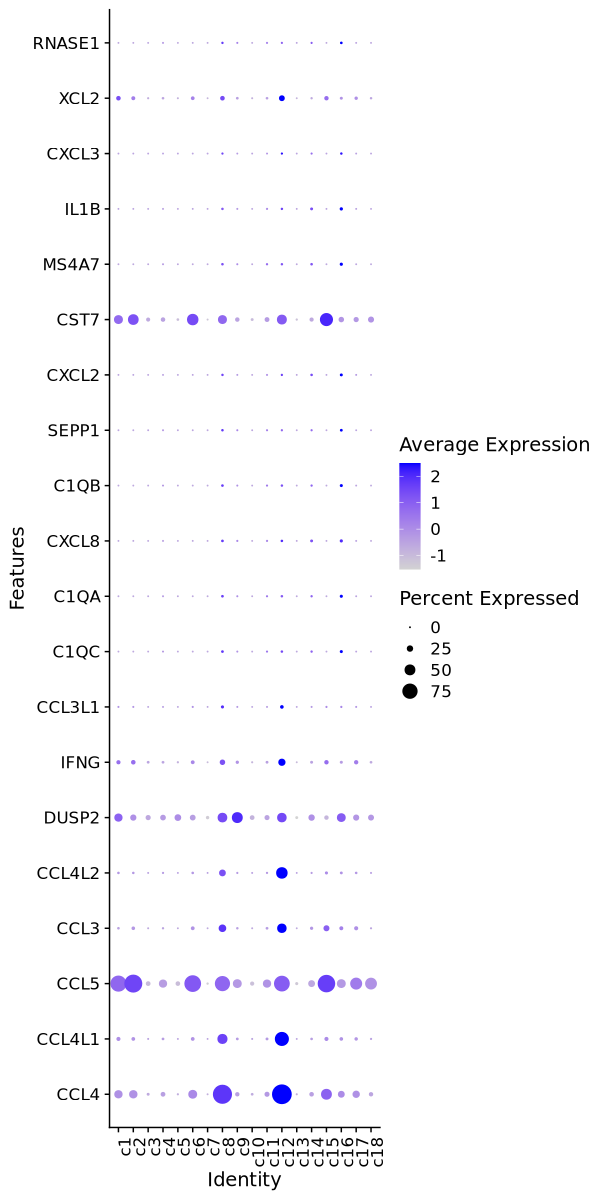 RNASE1
XCL2
CXCL3
IL1B
MS4A7
CST7
CXCL2
SEPP1
C1QB
CXCL8
C1QA
C1QC
CCL3L1
IFNG
DUSP2
CCL4L2
CCL3
CCL5
CCL4L1
CCL4
Features
c1
c2
c3
c4
c5
c6
c7
c8
c9
c10
c11
c12
c13
c14
c15
c16
c17
c18
Identity
Average Expression
2
1
0
-1
Percent Expressed
0
25
50
75